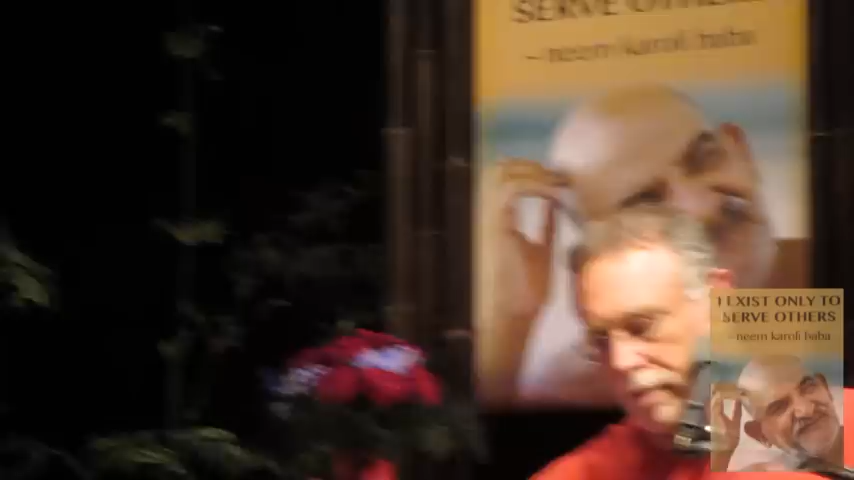 SERVE OTHERS
~ neem karoli baba
I EXIST ONLY TO
SERVE OTHERS
~ neem karoli baba